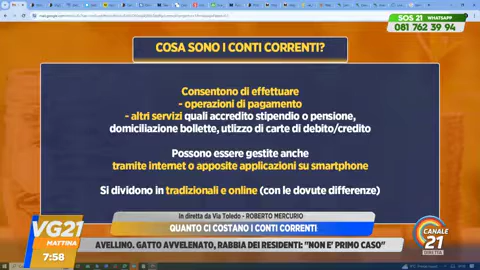 SOS 21 WHATSAPP
081 762 39 94
COSA SONO I CONTI CORRENTI?
Consentono di effettuare
- operazioni di pagamento
- altri servizi quali accredito stipendio o pensione,
domiciliazione bollette, utlizzo di carte di debito/credito
Possono essere gestite anche
tramite internet o apposite applicazioni su smartphone
Si dividono in tradizionali e online (con le dovute differenze)
In diretta da Via Toledo - ROBERTO MERCURIO
QUANTO CI COSTANO I CONTI CORRENTI
AVELLINO. GATTO AVVELENATO, RABBIA DEI RESIDENTI: "NON E' PRIMO CASO"
VG21
MATTINA
7:58
CANALE
21
DIRETTA